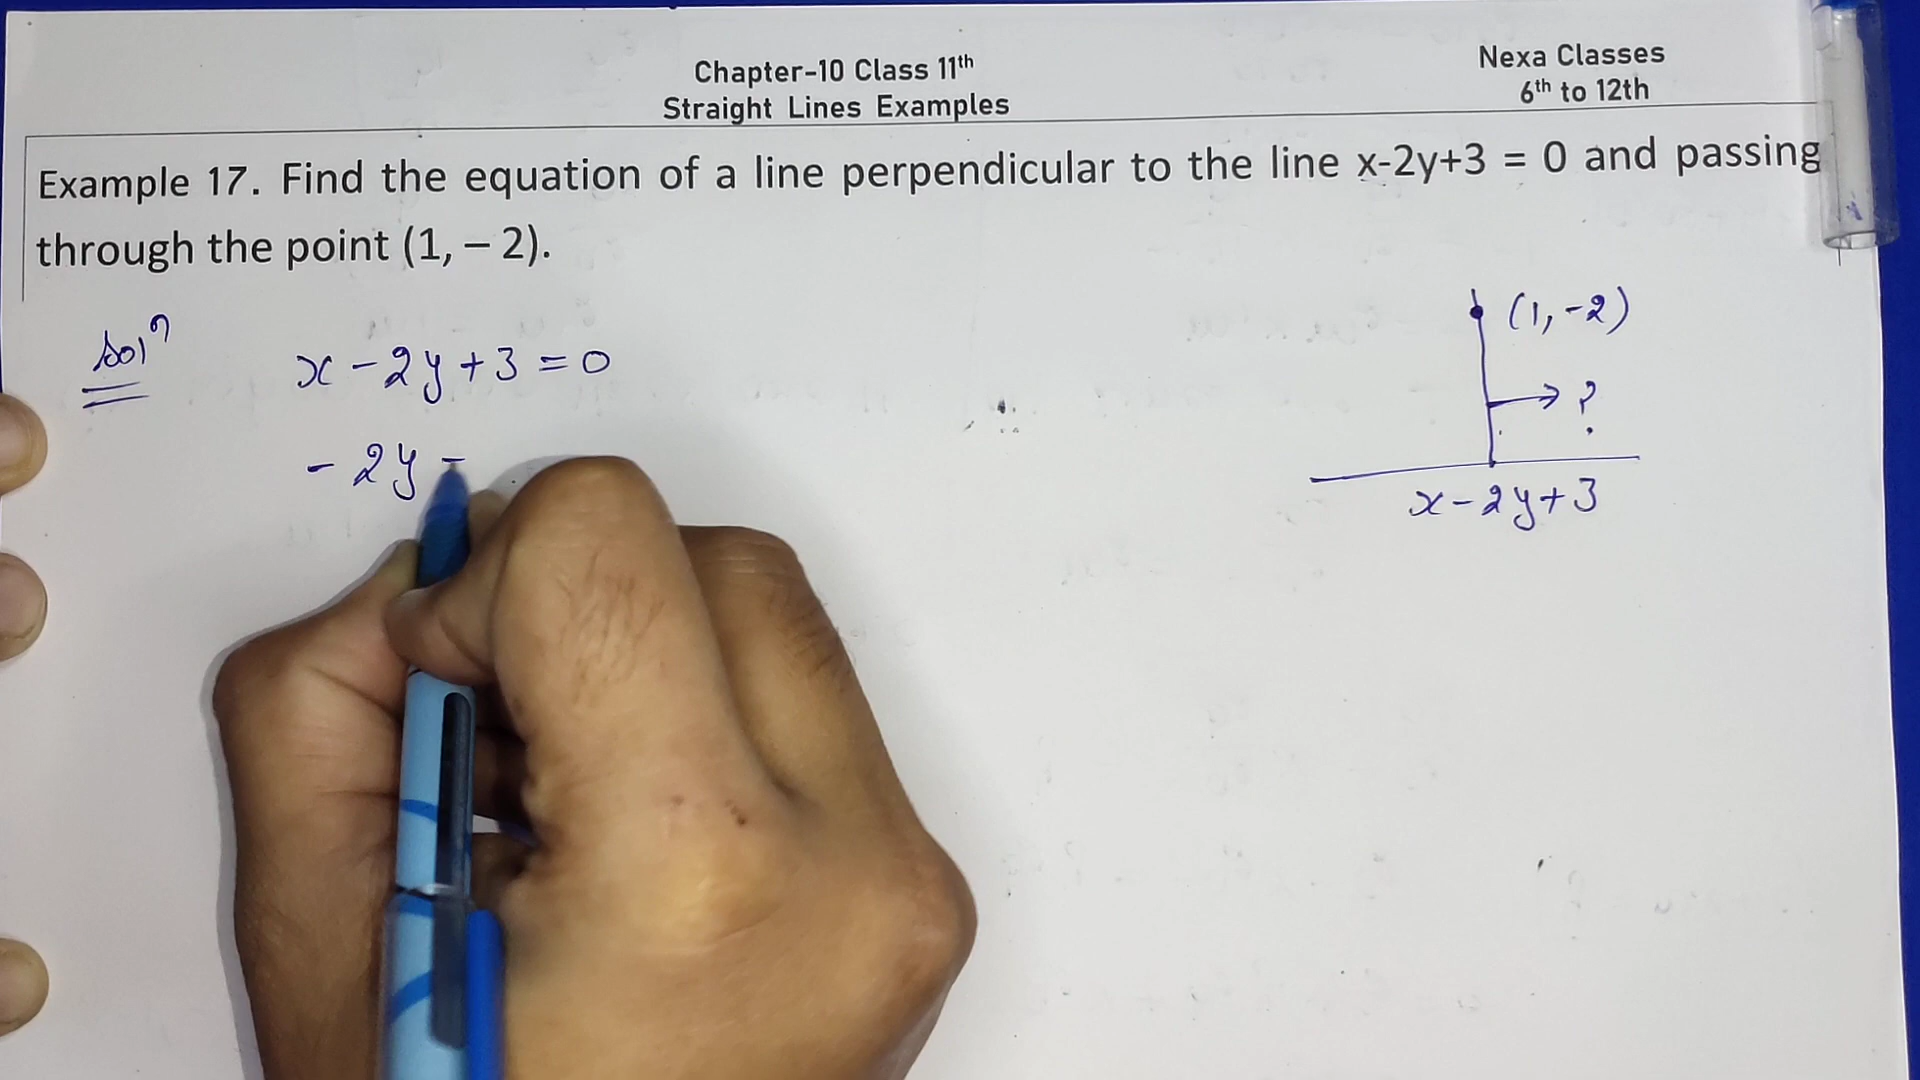 Chapter-10 Class 11th
Straight Lines Examples
Nexa Classes
6th to 12th
Example 17. Find the equation of a line perpendicular to the line x-2y+3 = 0 and passing
through the point (1, – 2).
Solⁿ
x - 2y + 3 = 0
- 2y -
(1, -2)
?
x - 2y + 3